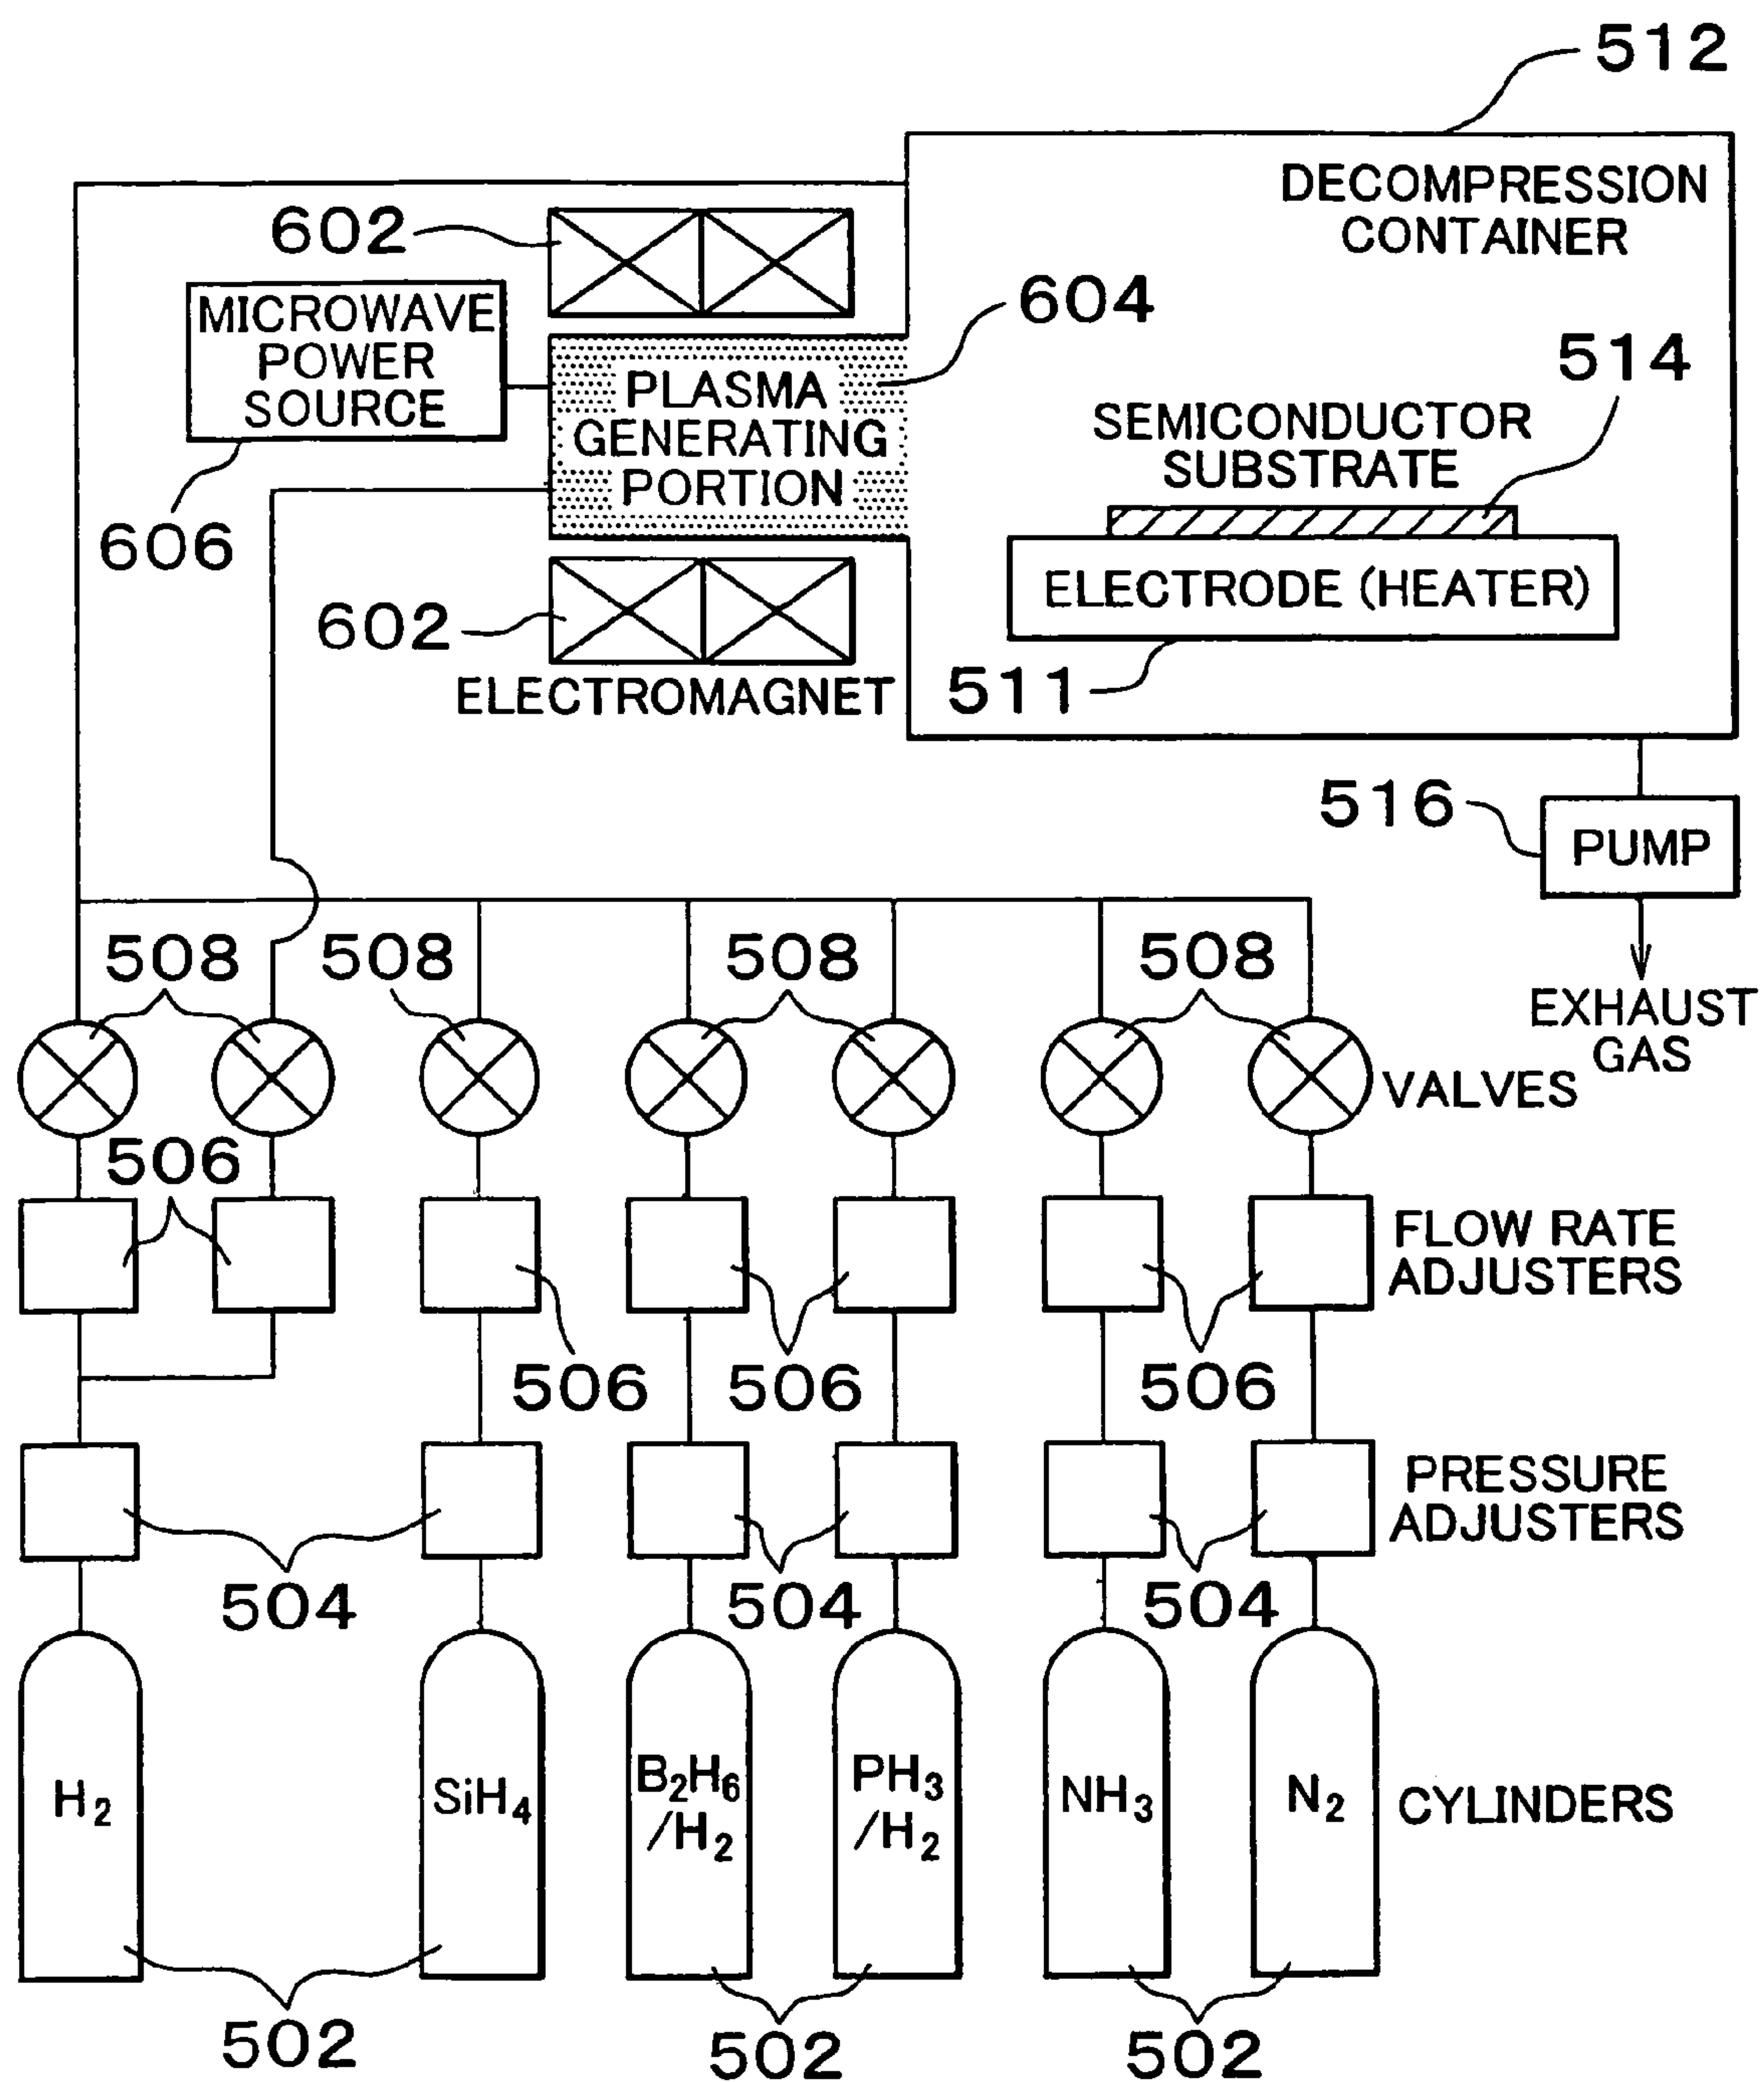 512
DECOMPRESSION
CONTAINER
602
604
MICROWAVE
POWER
SOURCE
514
PLASMA
GENERATING
PORTION
SEMICONDUCTOR
SUBSTRATE
606
ELECTRODE (HEATER)
602
511
ELECTROMAGNET
516
PUMP
508
508
508
508
EXHAUST
GAS
VALVES
506
FLOW RATE
ADJUSTERS
506
506
506
PRESSURE
ADJUSTERS
504
504
504
H2
SiH4
B2H6
/H2
PH3
/H2
NH3
N2
CYLINDERS
502
502
502